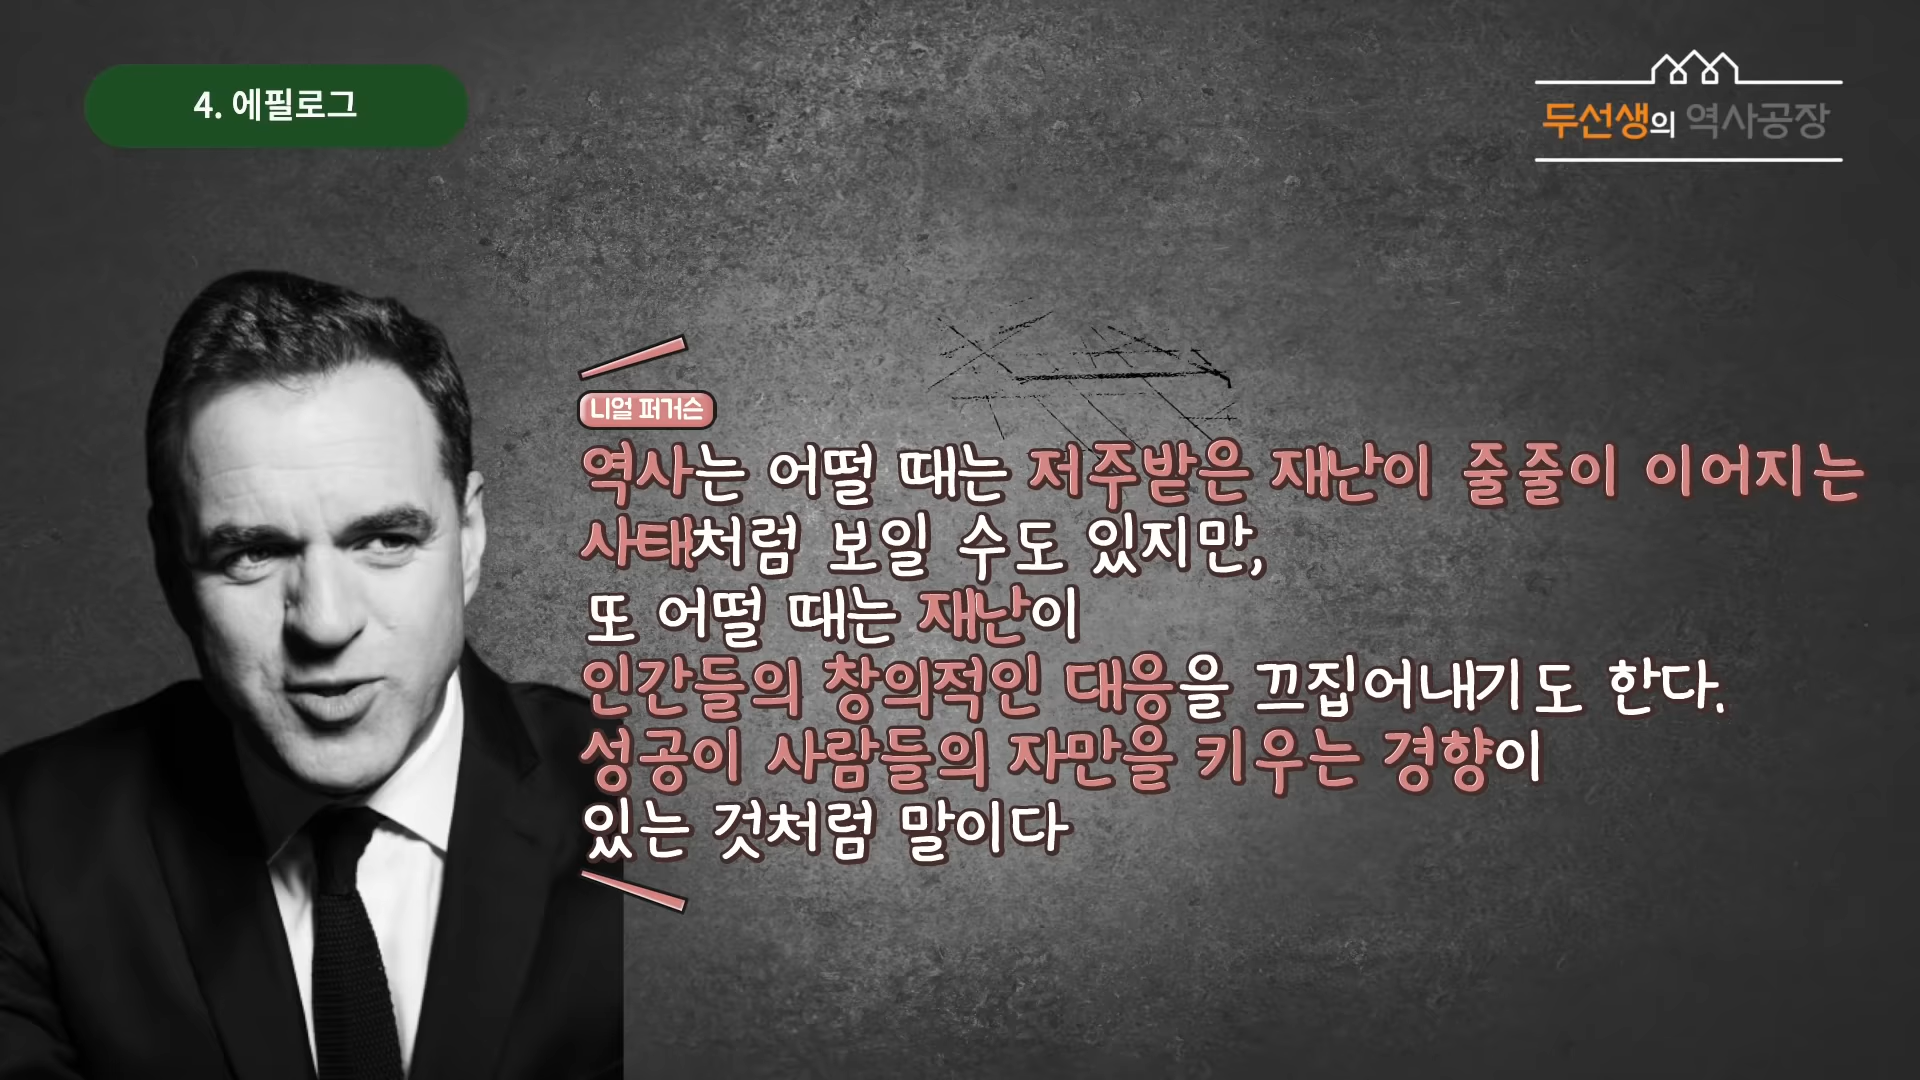 4. 에필로그
두선생의 역사공장
니얼 퍼거슨
역사는 어떨 때는 저주받은 재난이 줄줄이 이어지는
사태처럼 보일 수도 있지만,
또 어떨 때는 재난이
인간들의 창의적인 대응을 끄집어내기도 한다.
성공이 사람들의 자만을 키우는 경향이
있는 것처럼 말이다